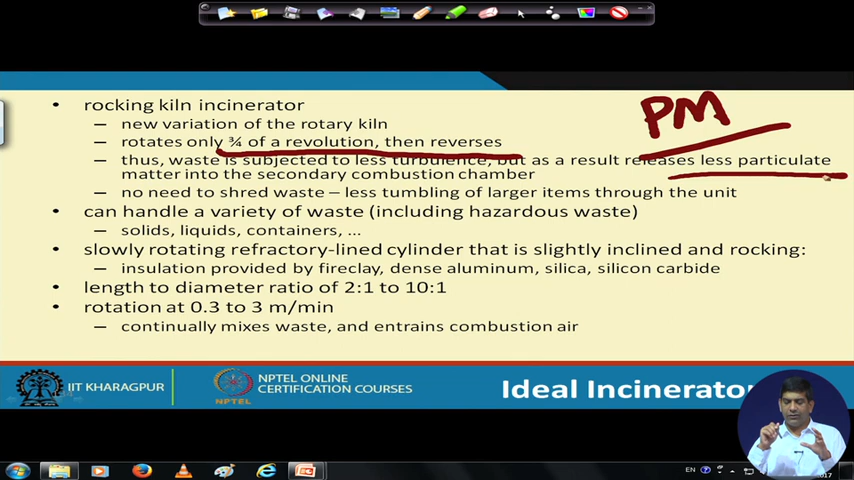 PM
• rocking kiln incinerator
– new variation of the rotary kiln
– rotates only ¾ of a revolution, then reverses
– thus, waste is subjected to less turbulence, but as a result releases less particulate
matter into the secondary combustion chamber
– no need to shred waste – less tumbling of larger items through the unit
• can handle a variety of waste (including hazardous waste)
– solids, liquids, containers, ...
• slowly rotating refractory-lined cylinder that is slightly inclined and rocking:
– insulation provided by fireclay, dense aluminum, silica, silicon carbide
• length to diameter ratio of 2:1 to 10:1
• rotation at 0.3 to 3 m/min
– continually mixes waste, and entrains combustion air
IIT KHARAGPUR
NPTEL
NPTEL ONLINE
CERTIFICATION COURSES
Ideal Incinerator
EN